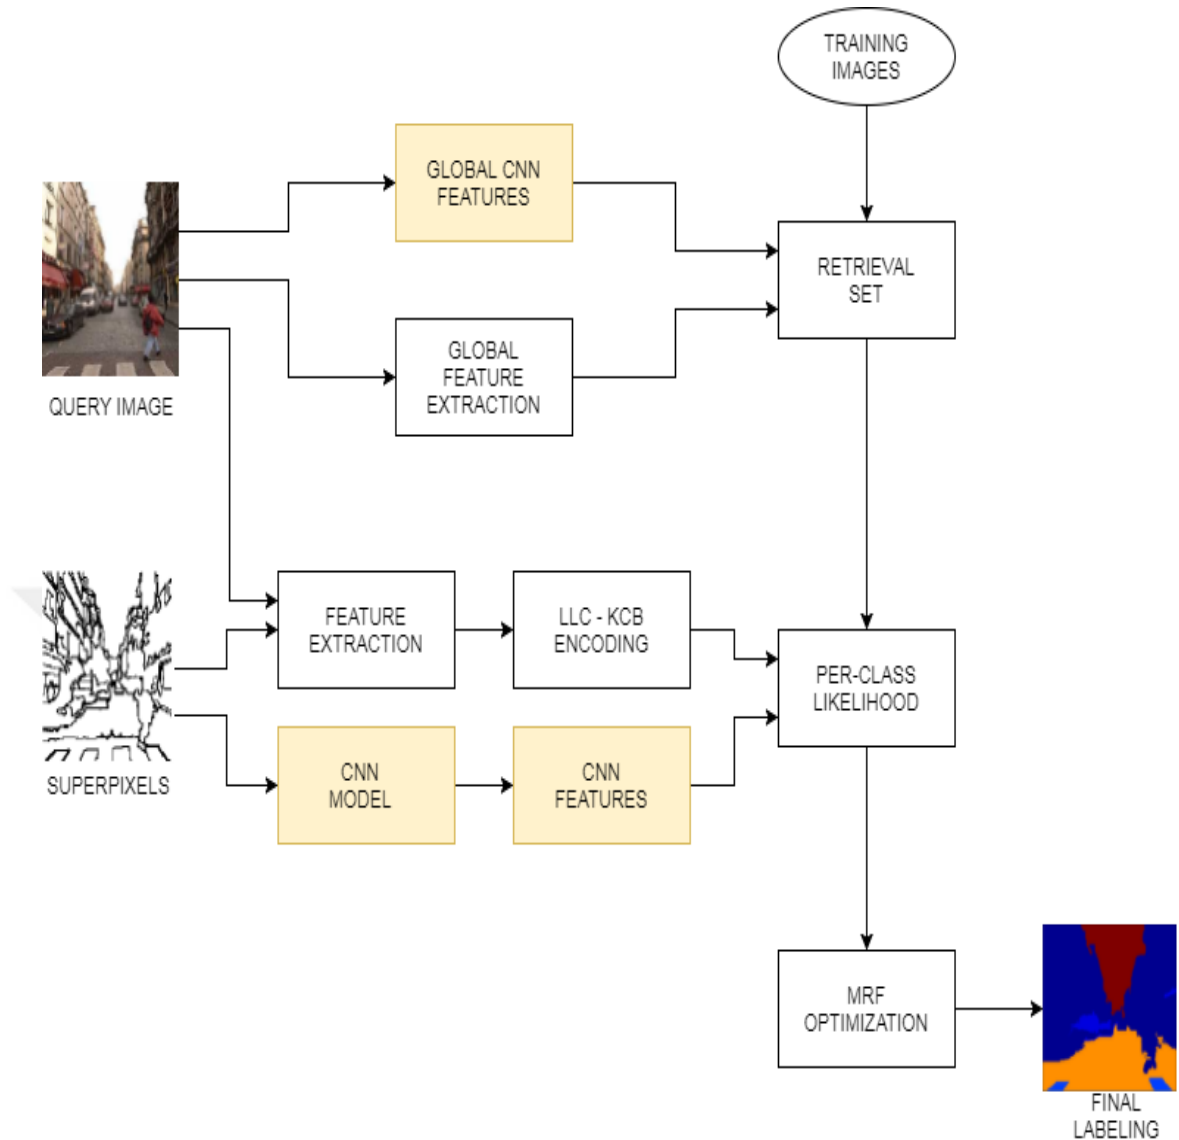 TRAINING
IMAGES
GLOBAL CNN
FEATURES
RETRIEVAL
SET
GLOBAL
FEATURE
EXTRACTION
QUERY IMAGE
FEATURE
EXTRACTION
LLC - KCB
ENCODING
PER-CLASS
LIKELIHOOD
SUPERPIXELS
CNN
MODEL
CNN
FEATURES
MRF
OPTIMIZATION
FINAL
LABELING